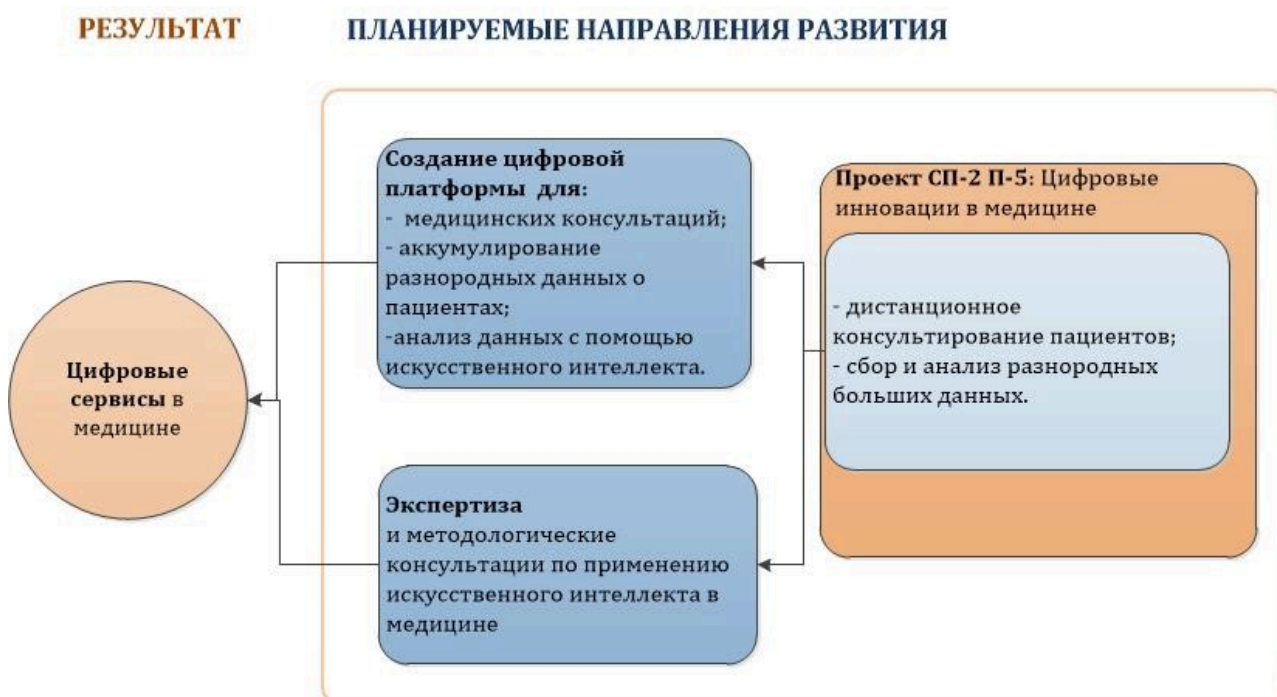 РЕЗУЛЬТАТ
ПЛАНИРУЕМЫЕ НАПРАВЛЕНИЯ РАЗВИТИЯ
Цифровые
сервисы в
медицине
Создание цифровой
платформы для:
- медицинских консультаций;
- аккумулирование
разнородных данных о
пациентах;
-анализ данных с помощью
искусственного интеллекта.
Экспертиза
и методологические
консультации по применению
искусственного интеллекта в
медицине
Проект СП-2 П-5: Цифровые
инновации в медицине
- дистанционное
консультирование пациентов;
- сбор и анализ разнородных
больших данных.